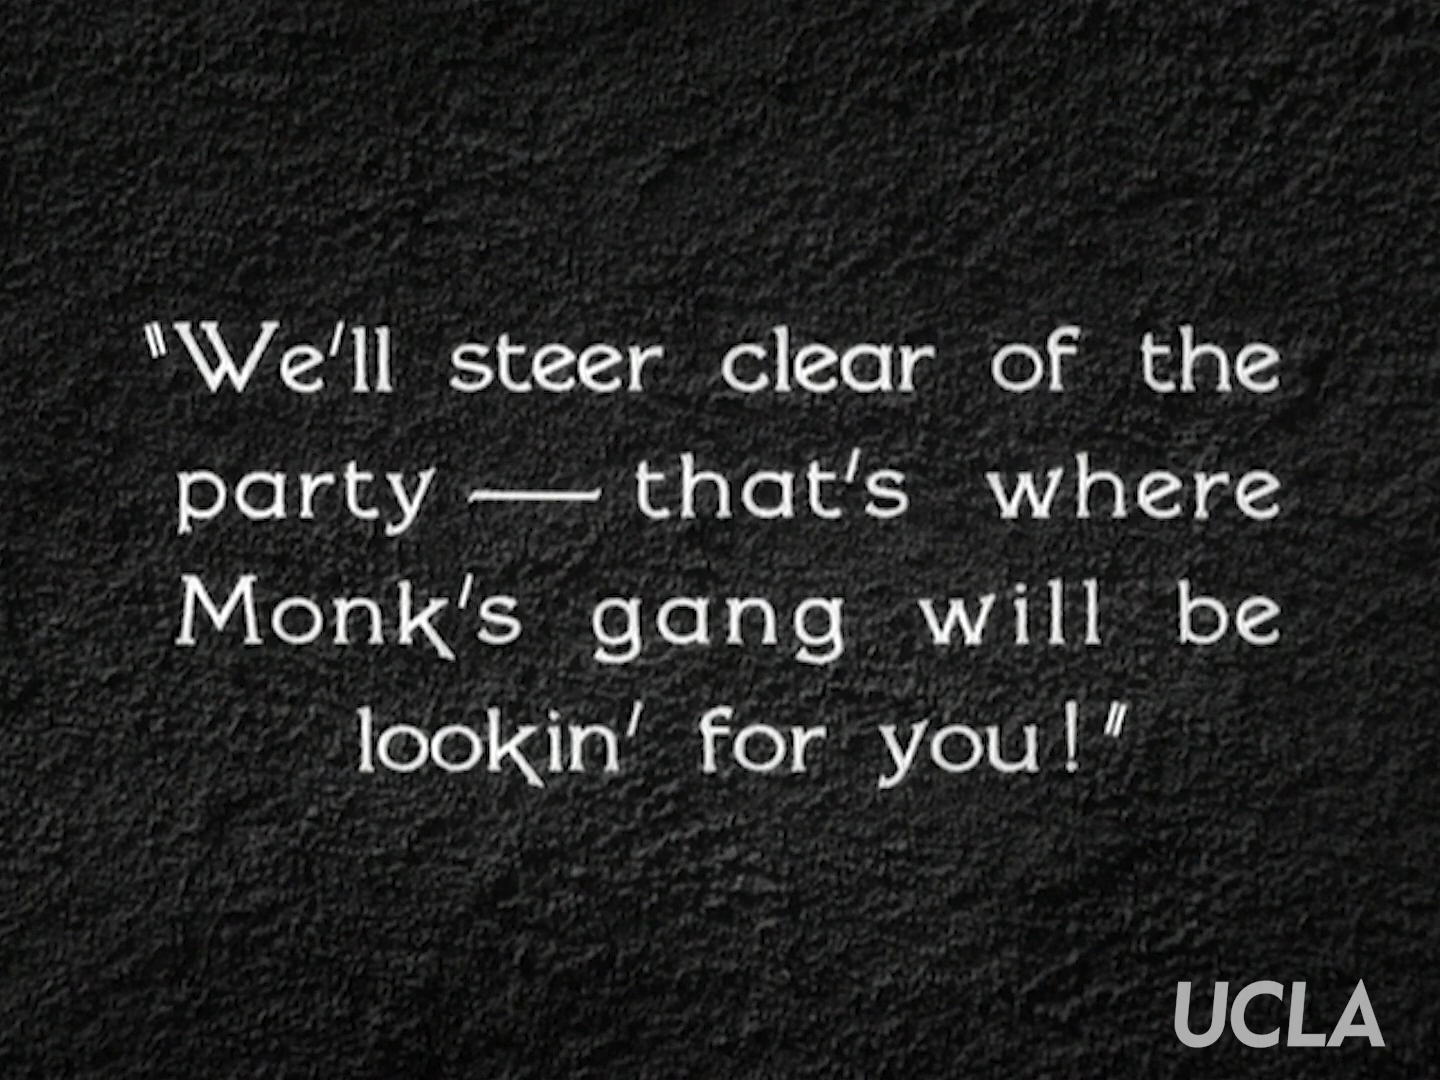 "We'll steer clear of the
party — that's where
Monk's gang will be
lookin' for you!"
UCLA